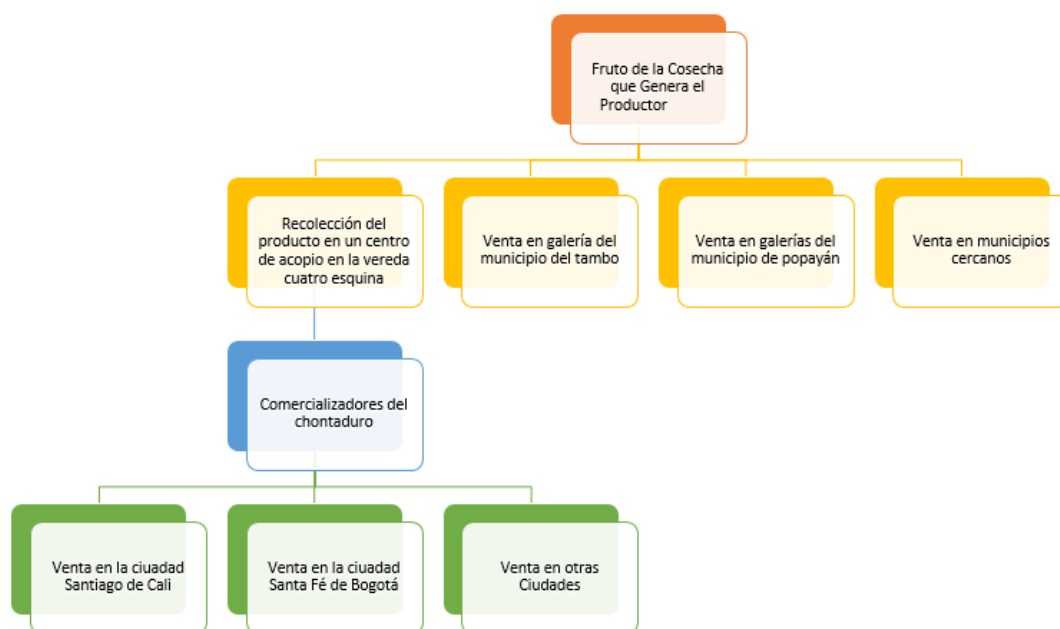 Fruto de la Cosecha
que Genera el
Productor
Recolección del
producto en un centro
de acopio en la vereda
cuatro esquina
Venta en galería del
municipio del tambo
Venta en galerías del
municipio de popayán
Venta en municipios
cercanos
Comercializadores del
chontaduro
Venta en la ciuadad
Santiago de Cali
Venta en la ciuadad
Santa Fé de Bogotá
Venta en otras
Ciudades